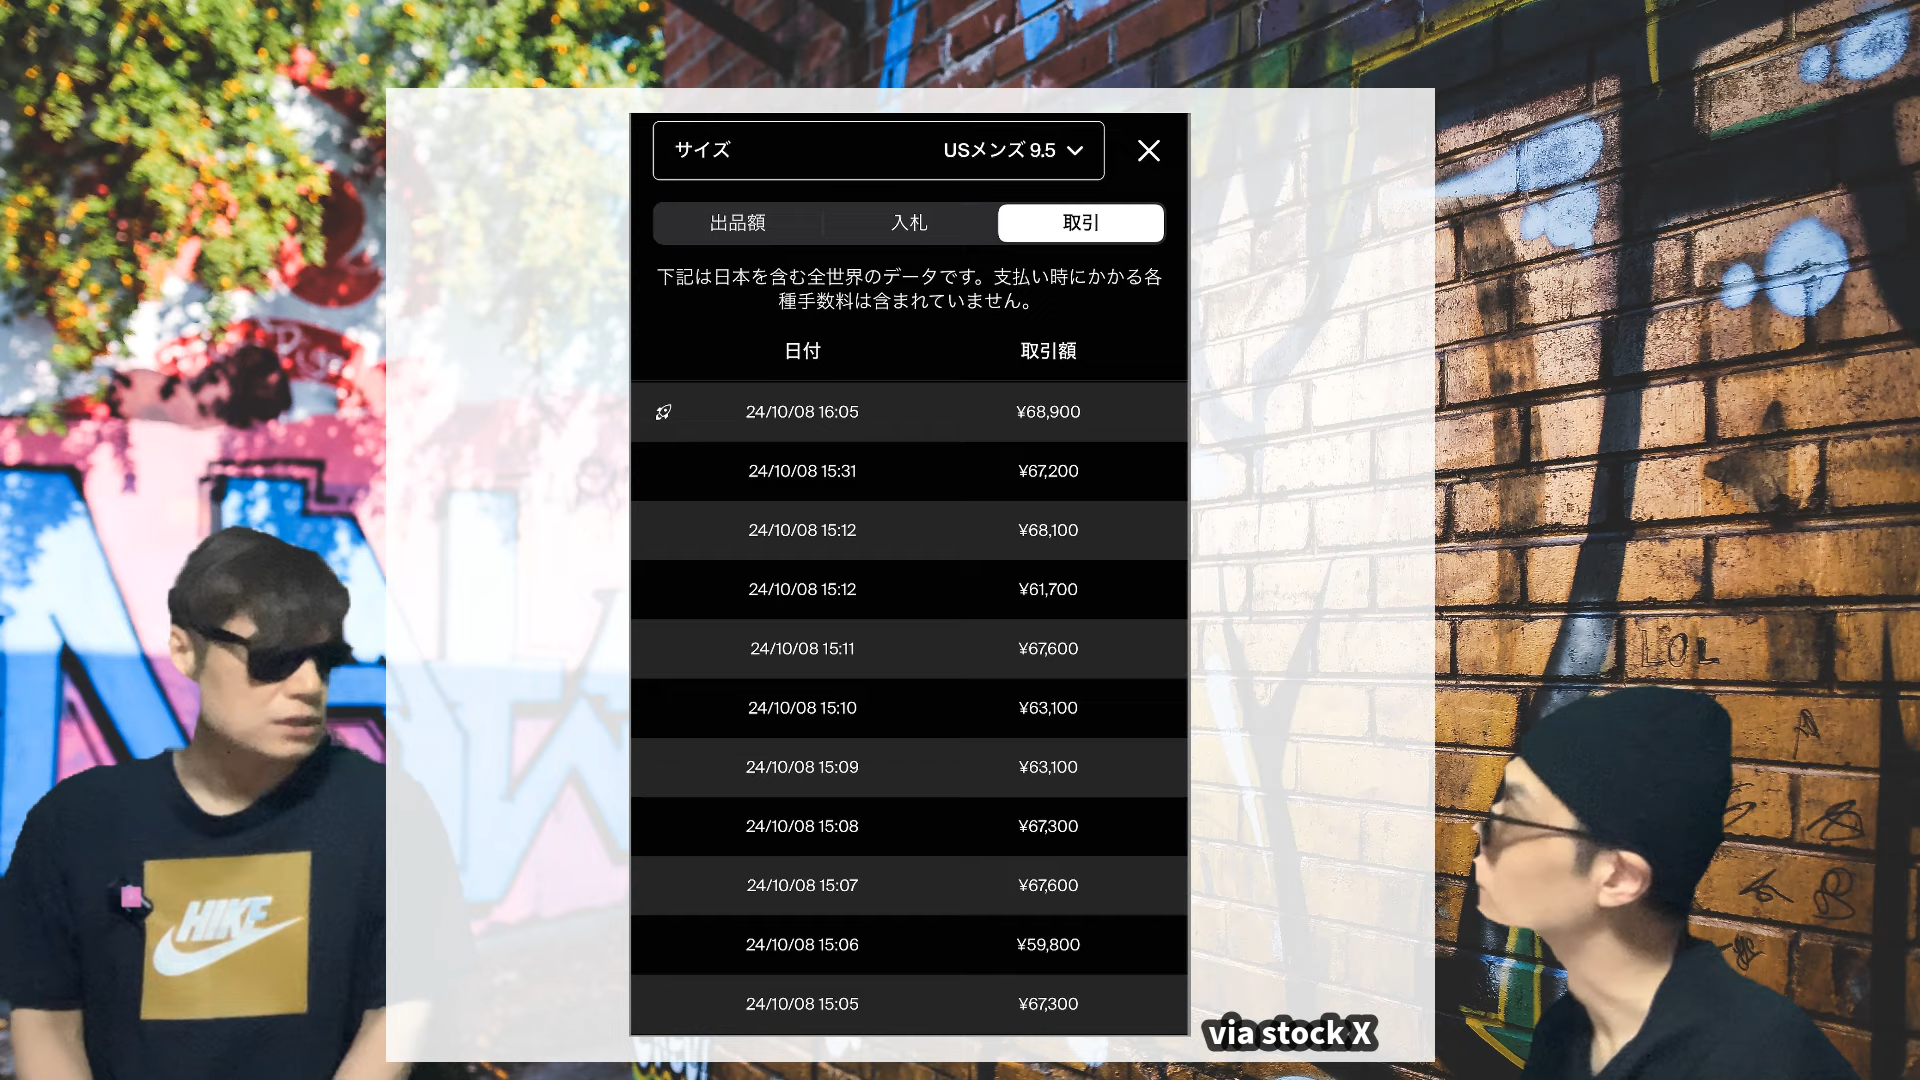 サイズ
USメンズ 9.5
出品額
入札
取引
下記は日本を含む全世界のデータです。支払い時にかかる各
種手数料は含まれていません。
日付 取引額
24/10/08 16:05 ¥68,900
24/10/08 15:31 ¥67,200
24/10/08 15:12 ¥68,100
24/10/08 15:12 ¥61,700
24/10/08 15:11 ¥67,600
24/10/08 15:10 ¥63,100
24/10/08 15:09 ¥63,100
24/10/08 15:08 ¥67,300
24/10/08 15:07 ¥67,600
24/10/08 15:06 ¥59,800
24/10/08 15:05 ¥67,300
via stock X
HIKE
LOL